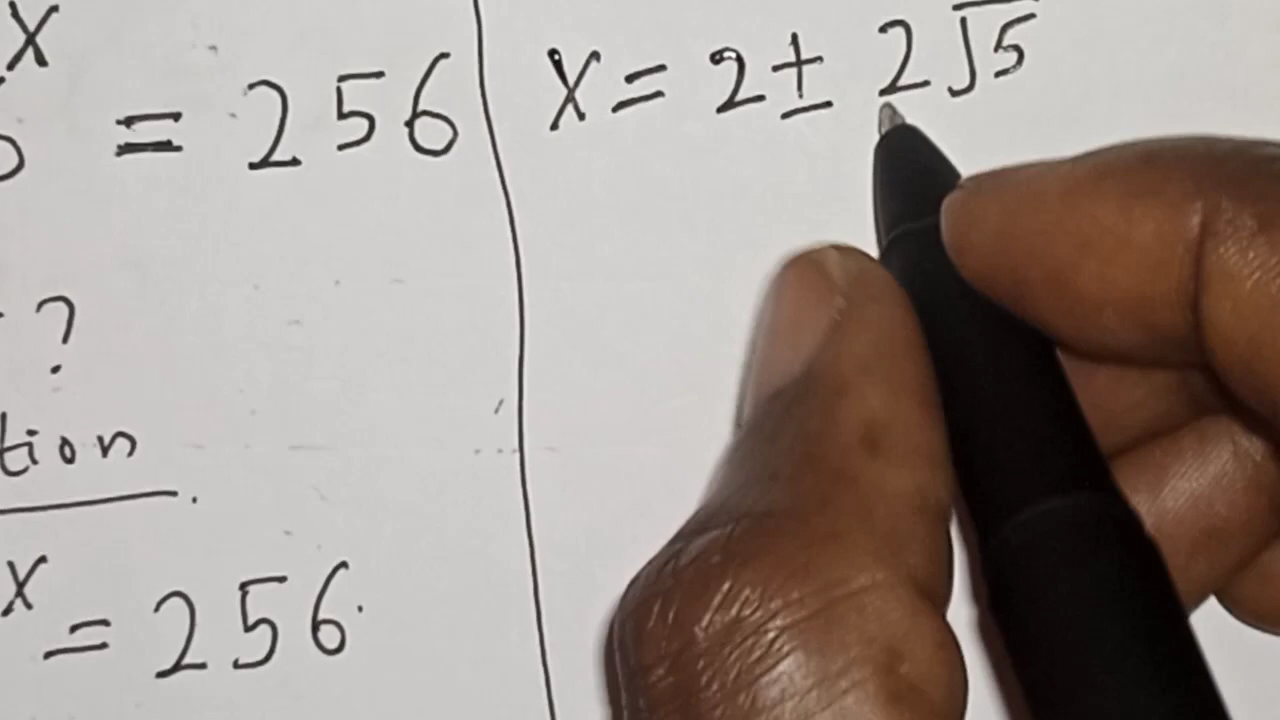 x = 256
?
tion
x = 256
x = 2 ± 2√5